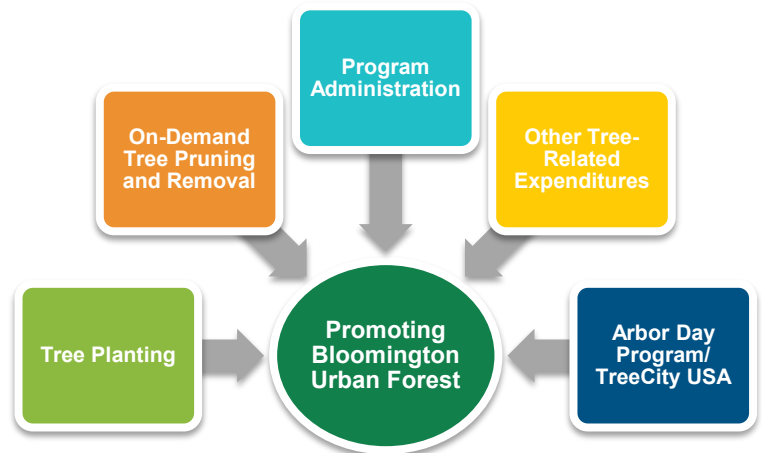 Program
Administration
On-Demand
Tree Pruning
and Removal
Other Tree-
Related
Expenditures
Tree Planting
Promoting
Bloomington
Urban Forest
Arbor Day
Program/
TreeCity USA